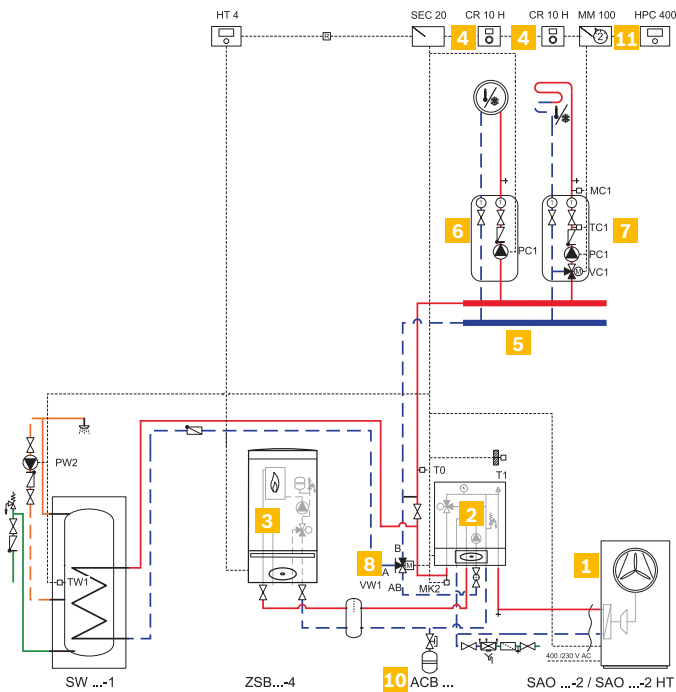 HT 4 SEC 20 CR 10 H CR 10 H MM 100 HPC 400
R 4 4 2 11
MC1
6 TC1 7
PC1 PC1
M VC1
5
PW2
T0 T1
3 2 1
B
8 A M
VW1 AB MK2
TW1
400 /230 V AC
10 ACB ...
SW ...-1 ZSB...-4 SAO ...-2 / SAO ...-2 HT